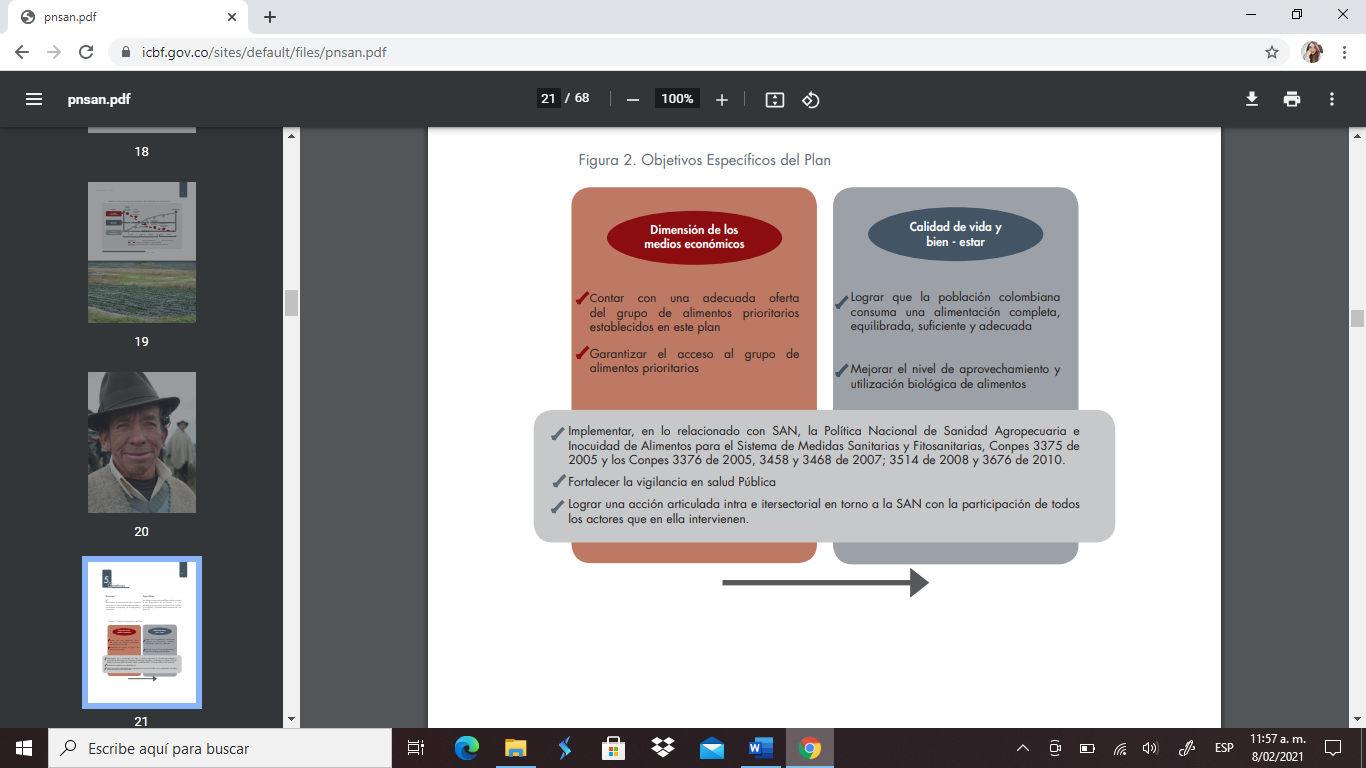 pnsan.pdf
icbf.gov.co/sites/default/files/pnsan.pdf
pnsan.pdf
21 / 68
100%
18
19
20
21
Figura 2. Objetivos Específicos del Plan
Dimensión de los
medios económicos
Contar con una adecuada oferta
del grupo de alimentos prioritarios
establecidos en este plan
Garantizar el acceso al grupo de
alimentos prioritarios
Calidad de vida y
bien - estar
Lograr que la población colombiana
consuma una alimentación completa,
equilibrada, suficiente y adecuada
Mejorar el nivel de aprovechamiento y
utilización biológica de alimentos
Implementar, en lo relacionado con SAN, la Política Nacional de Sanidad Agropecuaria e
Inocuidad de Alimentos para el Sistema de Medidas Sanitarias y Fitosanitarias, Conpes 3375 de
2005 y los Conpes 3376 de 2005, 3458 y 3468 de 2007; 3514 de 2008 y 3676 de 2010.
Fortalecer la vigilancia en salud Pública
Lograr una acción articulada intra e itersectorial en torno a la SAN con la participación de todos
los actores que en ella intervienen.
Escribe aquí para buscar
ESP
11:57 a. m.
8/02/2021